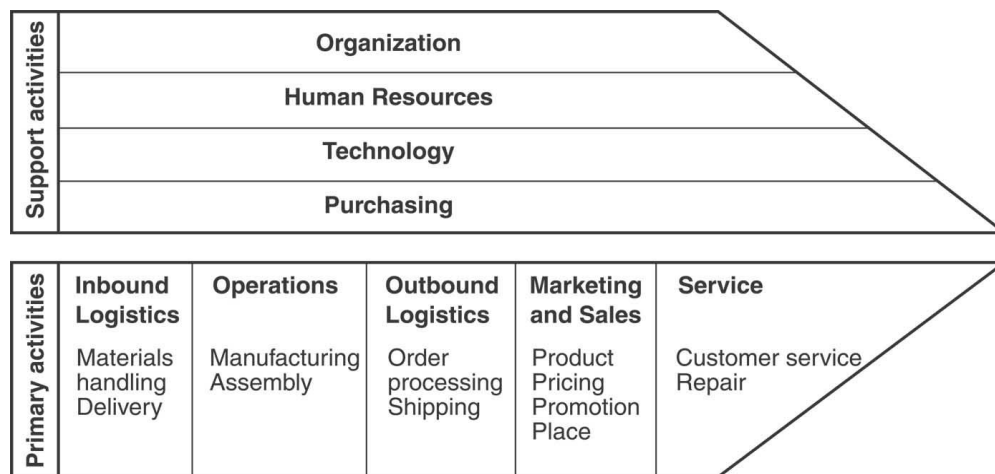 Support activities
Organization
Human Resources
Technology
Purchasing
Primary activities
Inbound
Logistics
Materials
handling
Delivery
Operations
Manufacturing
Assembly
Outbound
Logistics
Order
processing
Shipping
Marketing
and Sales
Product
Pricing
Promotion
Place
Service
Customer service
Repair